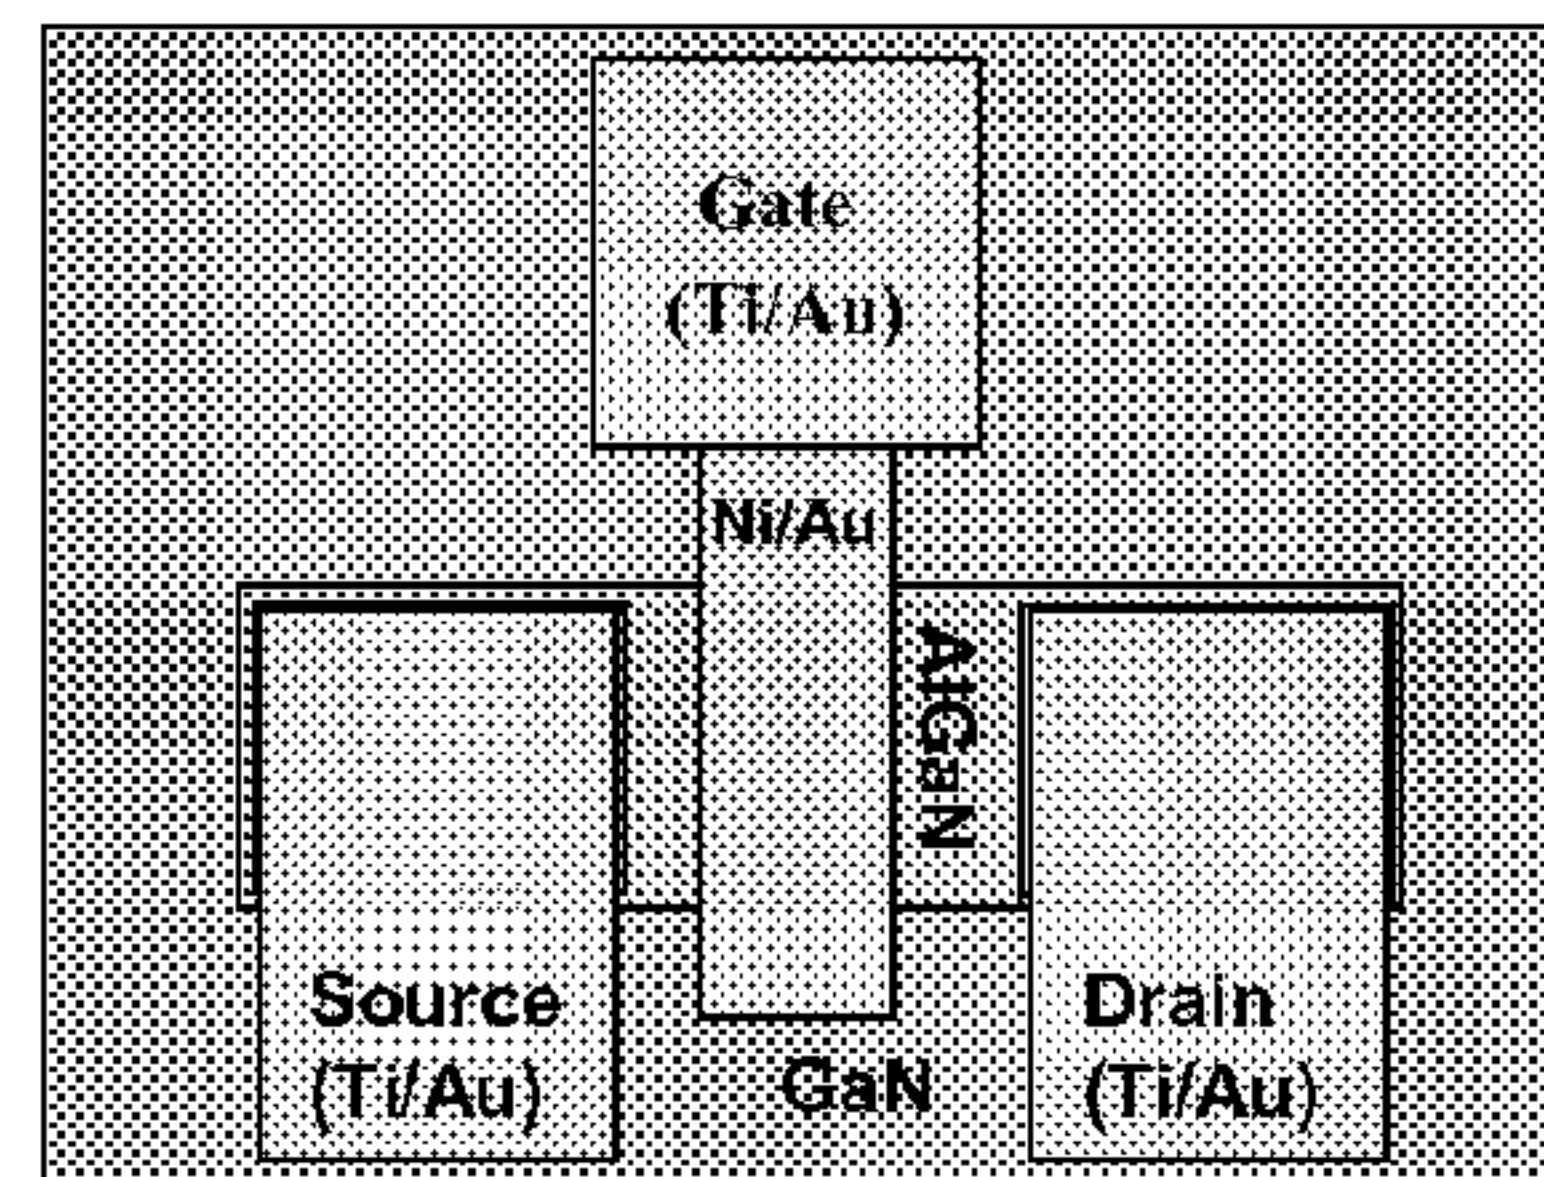 Gate
(Ti/Au)
Ni/Au
AlGaN
Source
(Ti/Au)
Drain
(Ti/Au)
GaN